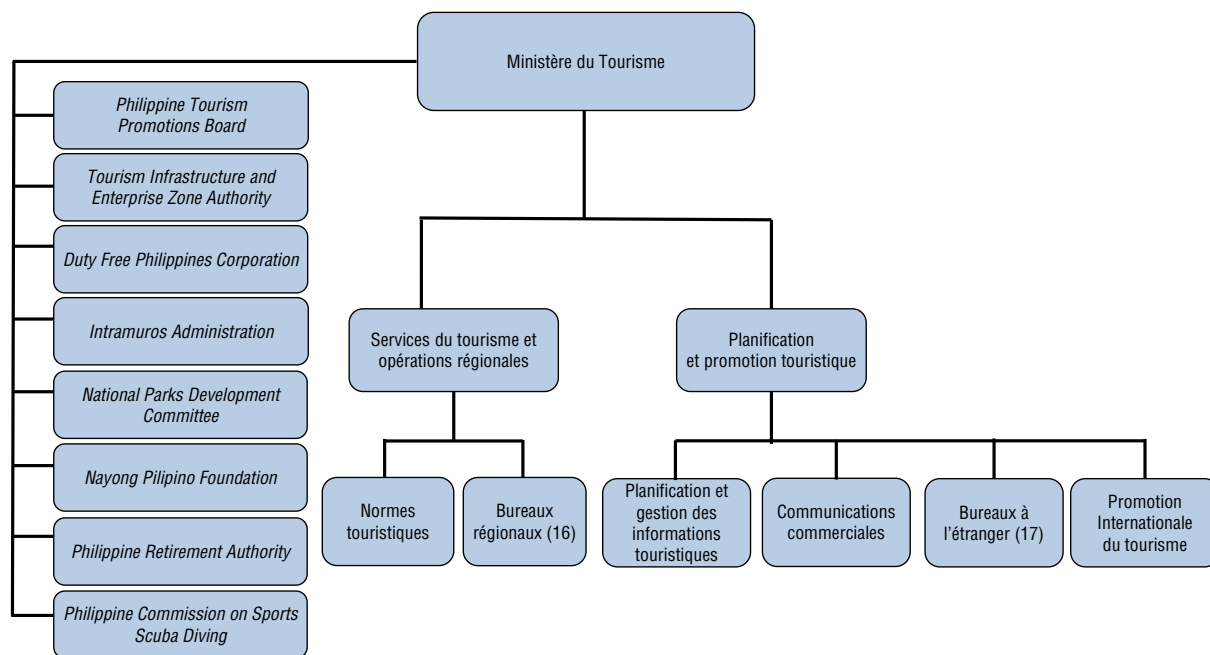 Ministère du Tourisme
Philippine Tourism
Promotions Board
Tourism Infrastructure and
Enterprise Zone Authority
Duty Free Philippines Corporation
Intramuros Administration
National Parks Development
Committee
Nayong Pilipino Foundation
Philippine Retirement Authority
Philippine Commission on Sports
Scuba Diving
Services du tourisme et
opérations régionales
Planification
et promotion touristique
Normes
touristiques
Bureaux
régionaux (16)
Planification et
gestion des
informations
touristiques
Communications
commerciales
Bureaux à
l’étranger (17)
Promotion
Internationale
du tourisme